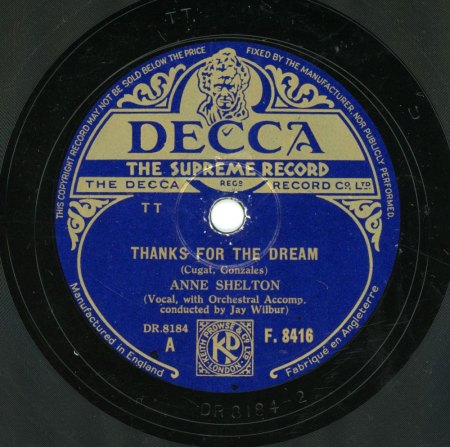 TT
THIS COPYRIGHT RECORD MAY NOT BE SOLD BELOW THE PRICE
FIXED BY THE MANUFACTURER, NOR PUBLICLY PERFORMED.
DECCA
THE SUPREME RECORD
THE DECCA REGD RECORD CO, LTD
TT
THANKS FOR THE DREAM
(Cugat, Gonzales)
ANNE SHELTON
(Vocal, with Orchestral Accomp.
conducted by Jay Wilbur)
DR.8184
A
F. 8416
KEITH PROWSE & CO LTD
KP
LONDON
Manufactured in England
Fabriqué en Angleterre
DR 8184-2